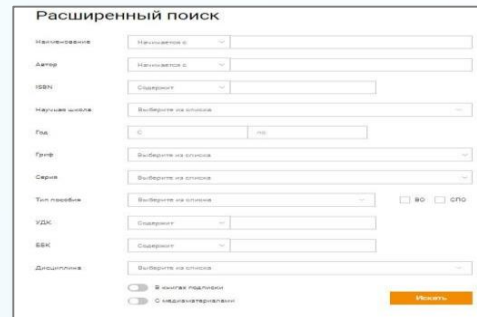 Расширенный поиск
Наименование Начинается с
Автор Начинается с
ISBN Содержит
Научная школа Выберите из списка
Год С по
Гриф Выберите из списка
Серия Выберите из списка
Тип пособия Выберите из списка ВО СПО
УДК Содержит
ББК Содержит
Дисциплина Выберите из списка
В книгах подписки
С медиаматериалами Искать